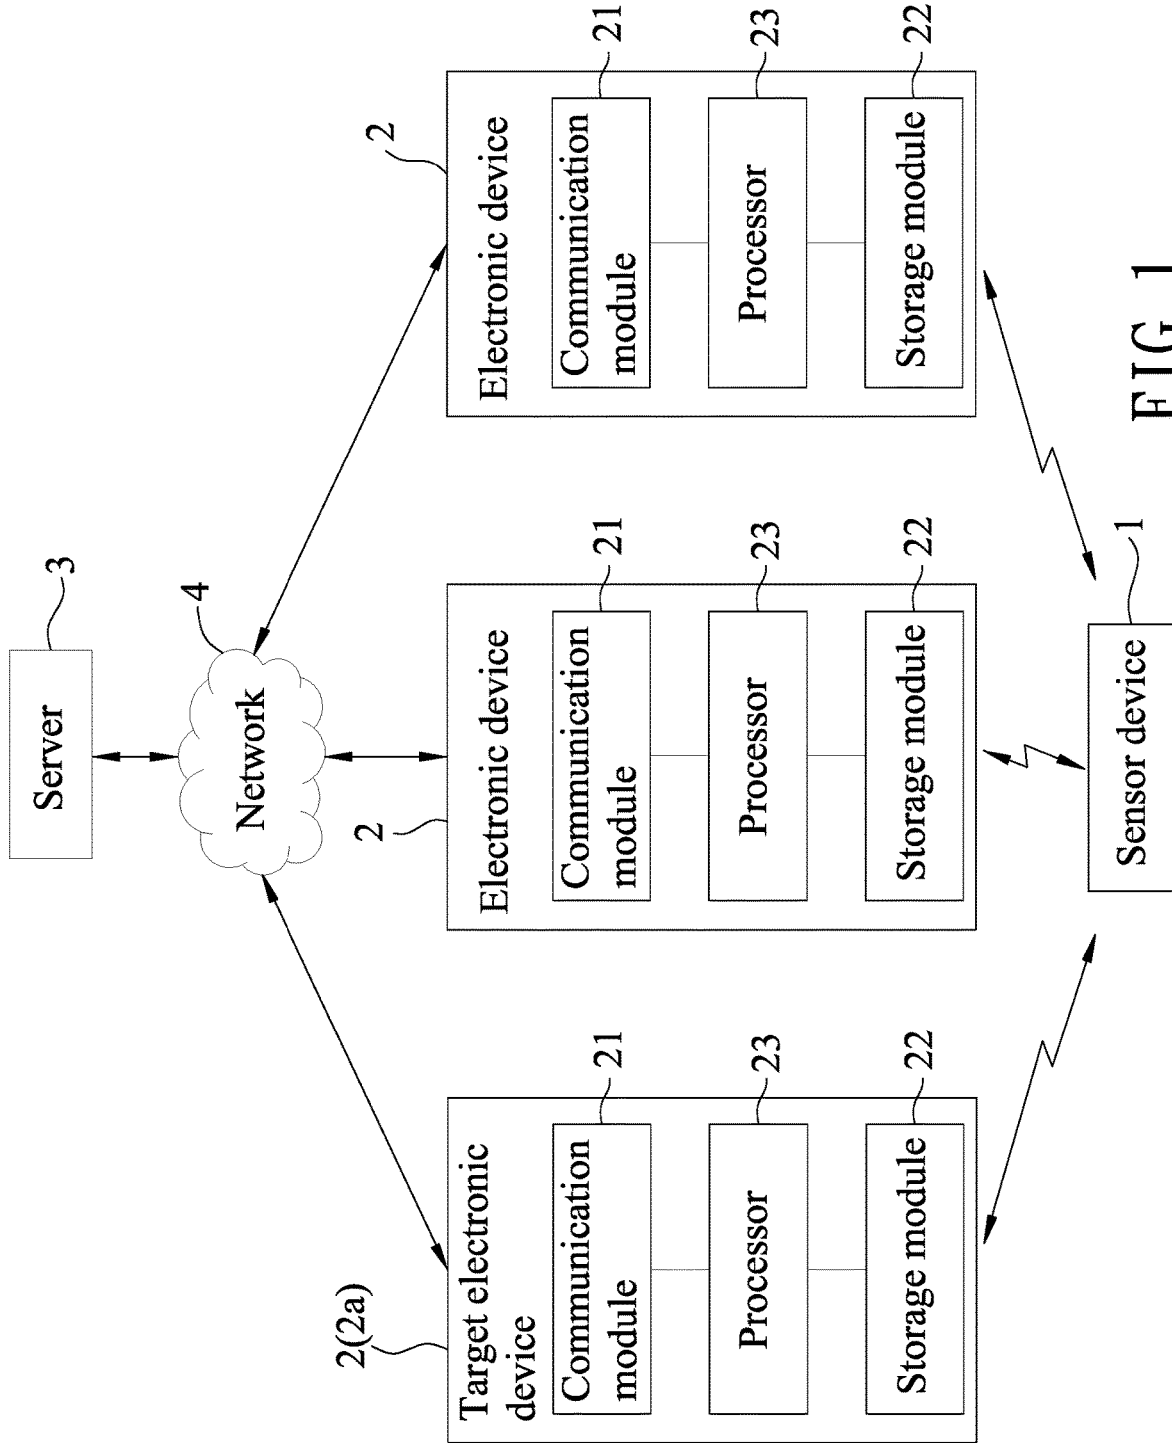 Server
3
4
Network
2(2a)
Target electronic
device
Communication
module
21
Processor
23
Storage module
22
2
Electronic device
Communication
module
21
Processor
23
Storage module
22
2
Electronic device
Communication
module
21
Processor
23
Storage module
22
Sensor device
1
FIG. 1